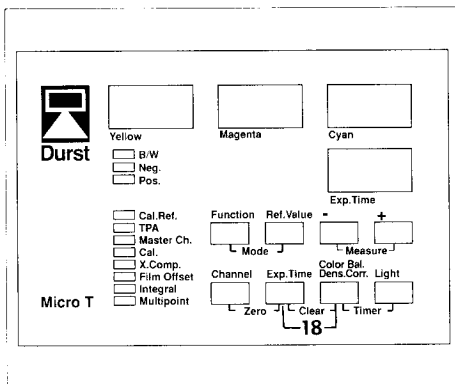 Durst
Yellow
Magenta
Cyan
B/W
Neg.
Pos.
Exp.Time
Cal.Ref.
TPA
Master Ch.
Cal.
X.Comp.
Film Offset
Integral
Multipoint
Function Ref.Value - +
Mode
Measure
Channel Exp.Time Color Bal. Dens.Corr. Light
Zero Clear Timer
18
Micro T